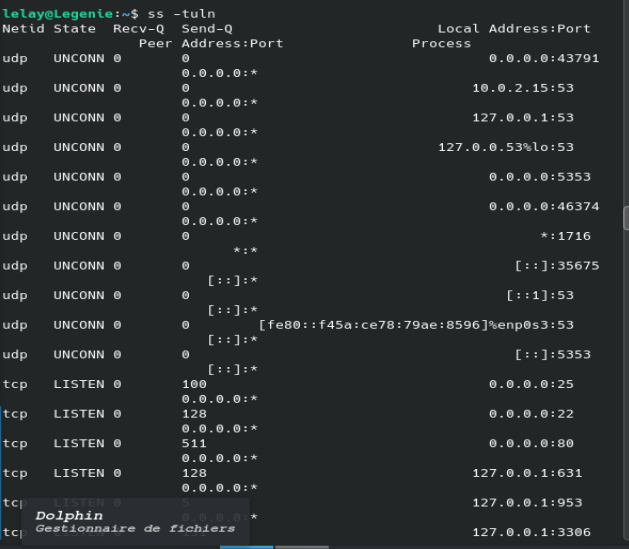 lelay@Legenie:~$ ss -tuln
Netid State Recv-Q Send-Q Local Address:Port
Peer Address:Port Process
udp UNCONN 0 0 0.0.0.0:43791
0.0.0.0:*
udp UNCONN 0 0 10.0.2.15:53
0.0.0.0:*
udp UNCONN 0 0 127.0.0.1:53
0.0.0.0:*
udp UNCONN 0 0 127.0.0.53%lo:53
0.0.0.0:*
udp UNCONN 0 0 0.0.0.0:5353
0.0.0.0:*
udp UNCONN 0 0 0.0.0.0:46374
0.0.0.0:*
udp UNCONN 0 0 *:1716
*:*
udp UNCONN 0 0 [::]:35675
[::]:*
udp UNCONN 0 0 [::1]:53
[::]:*
udp UNCONN 0 0 [fe80::f45a:ce78:79ae:8596]%enp0s3:53
[::]:*
udp UNCONN 0 0 [::]:5353
[::]:*
tcp LISTEN 0 100 0.0.0.0:25
0.0.0.0:*
tcp LISTEN 0 128 0.0.0.0:22
0.0.0.0:*
tcp LISTEN 0 511 0.0.0.0:80
0.0.0.0:*
tcp LISTEN 0 128 127.0.0.1:631
0.0.0.0:*
tcp LISTEN 0 5 127.0.0.1:953
0.0.0.0:*
tcp 127.0.0.1:3306
Dolphin
Gestionnaire de fichiers